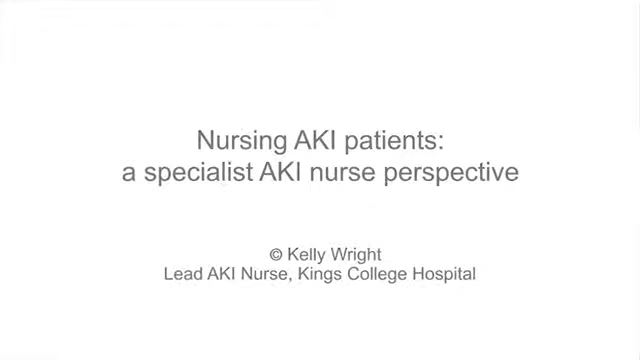 Nursing AKI patients:
a specialist AKI nurse perspective
© Kelly Wright
Lead AKI Nurse, Kings College Hospital